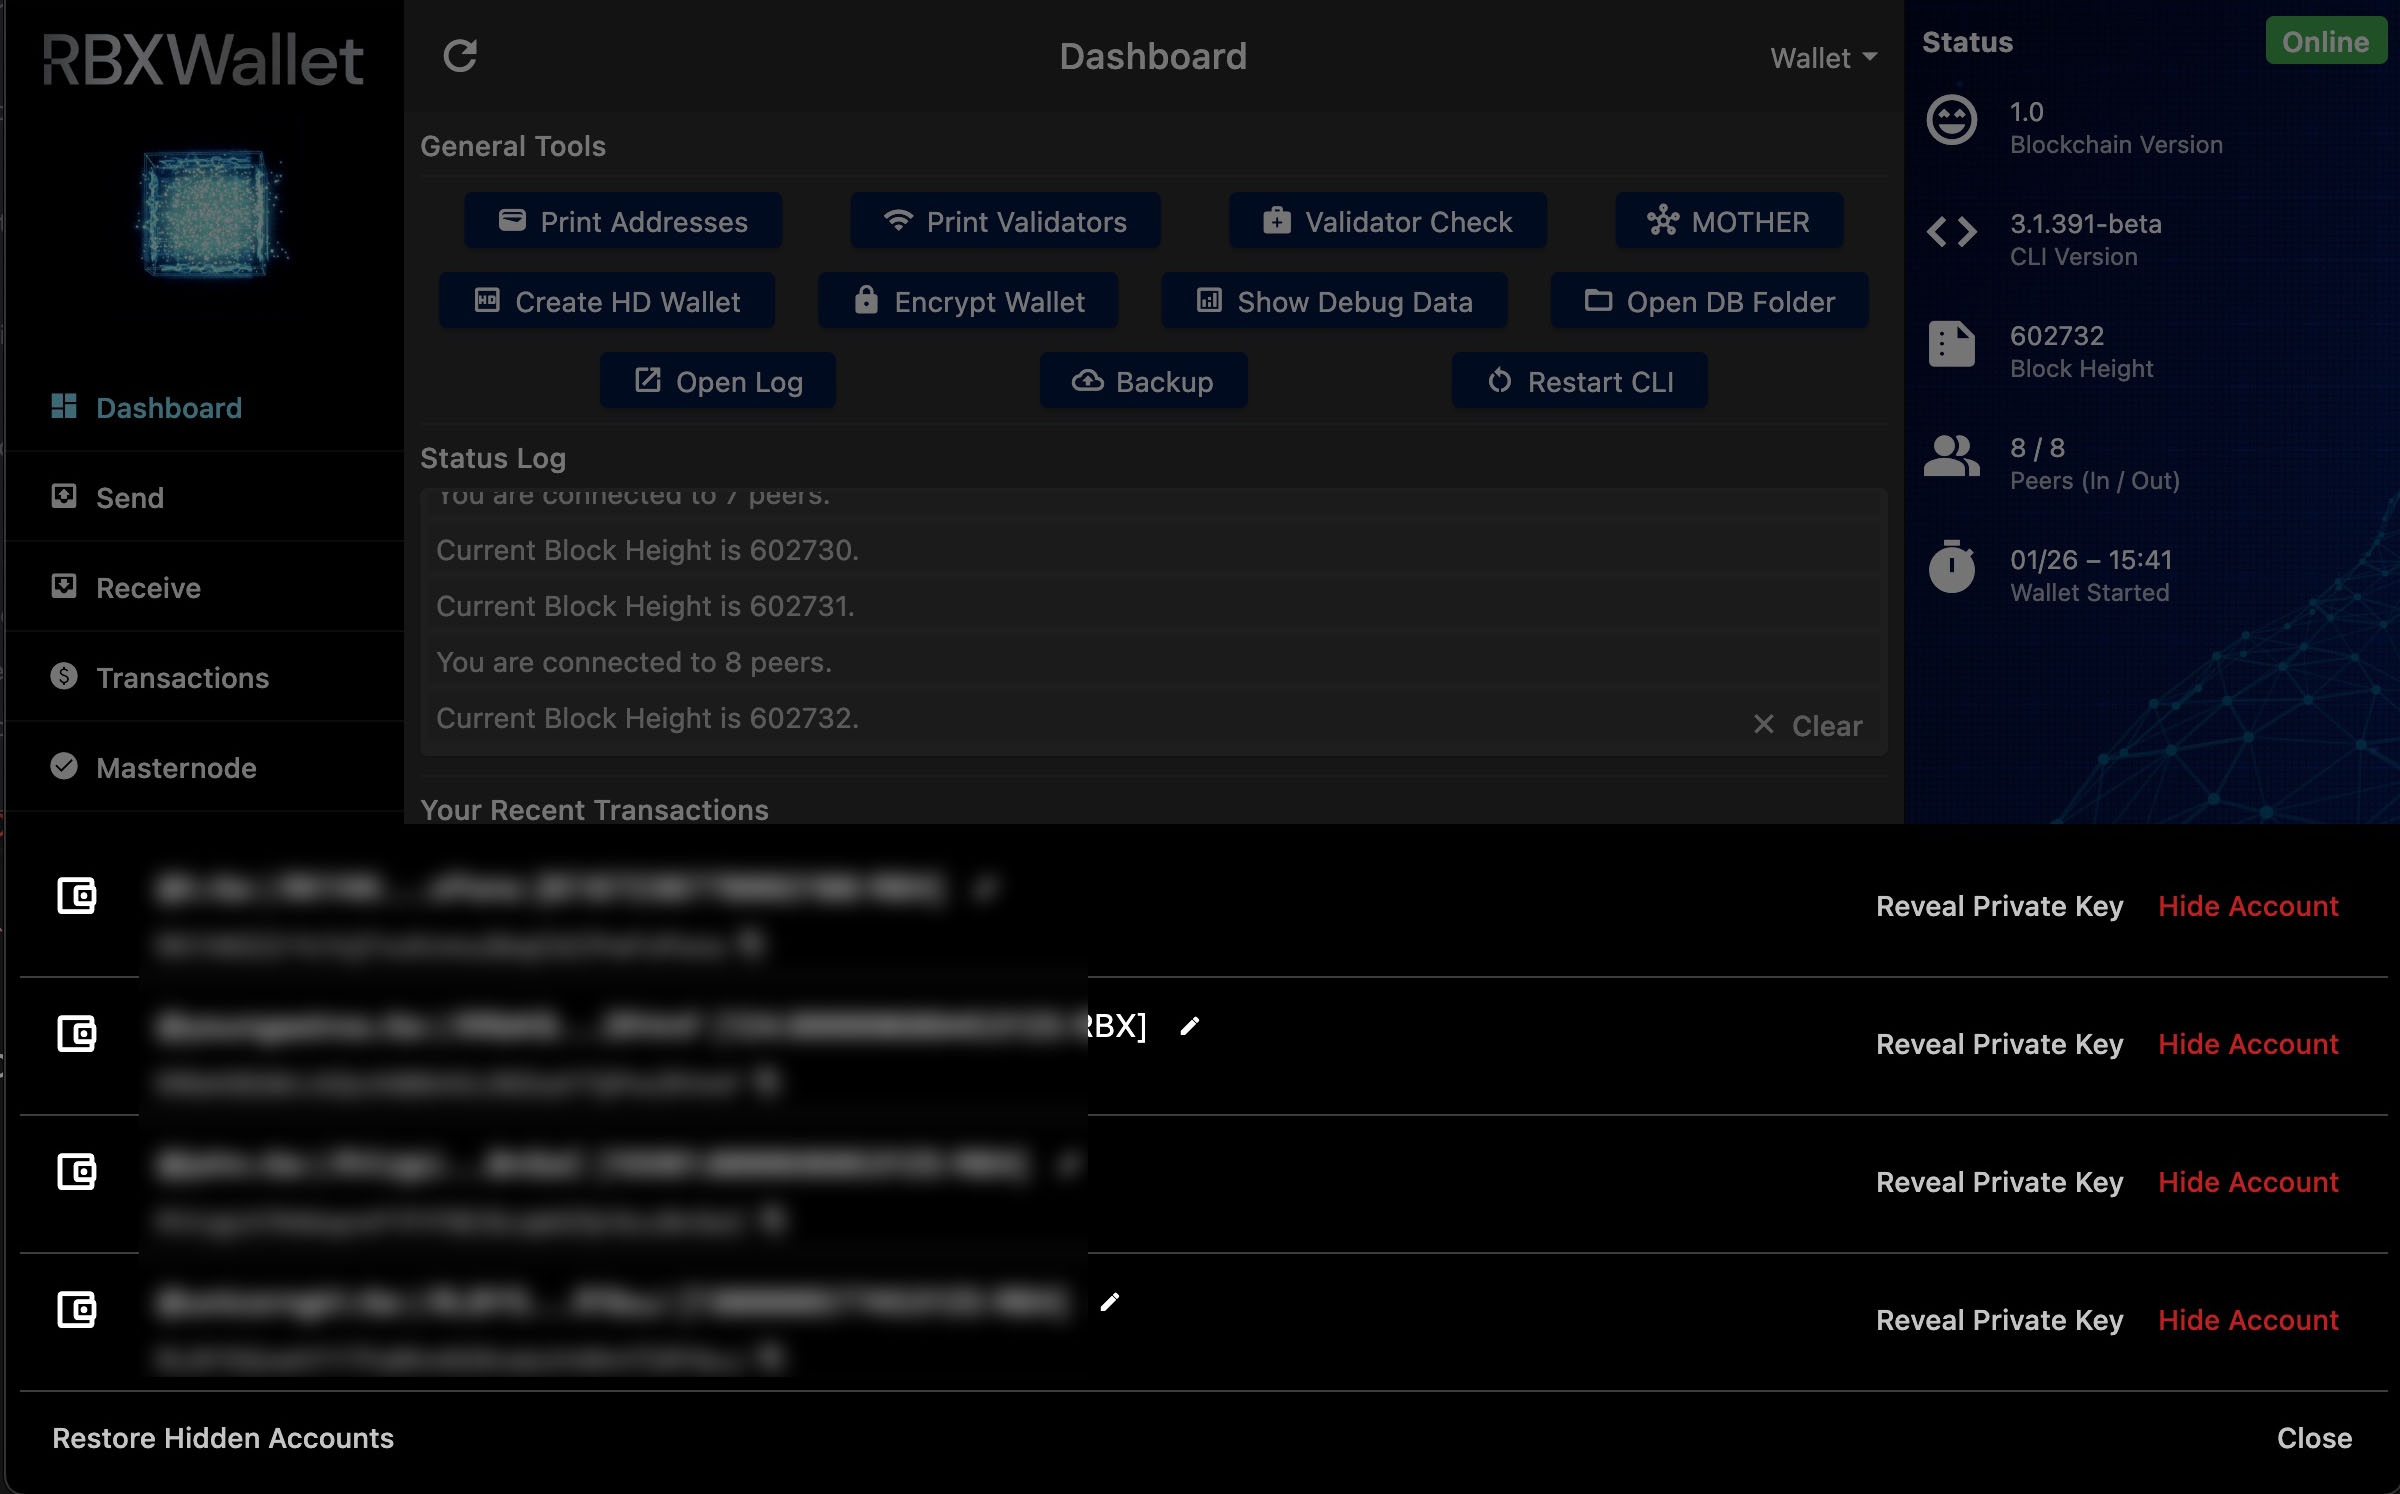 RBXWallet
Dashboard
Send
Receive
Transactions
Masternode
Dashboard
Wallet
General Tools
Print Addresses
Print Validators
Validator Check
MOTHER
Create HD Wallet
Encrypt Wallet
Show Debug Data
Open DB Folder
Open Log
Backup
Restart CLI
Status Log
You are connected to 7 peers.
Current Block Height is 602730.
Current Block Height is 602731.
You are connected to 8 peers.
Current Block Height is 602732.
Clear
Your Recent Transactions
Status
Online
1.0
Blockchain Version
3.1.391-beta
CLI Version
602732
Block Height
8 / 8
Peers (In / Out)
01/26 – 15:41
Wallet Started
Reveal Private Key Hide Account
RBX]
Reveal Private Key Hide Account
Reveal Private Key Hide Account
Reveal Private Key Hide Account
Restore Hidden Accounts
Close